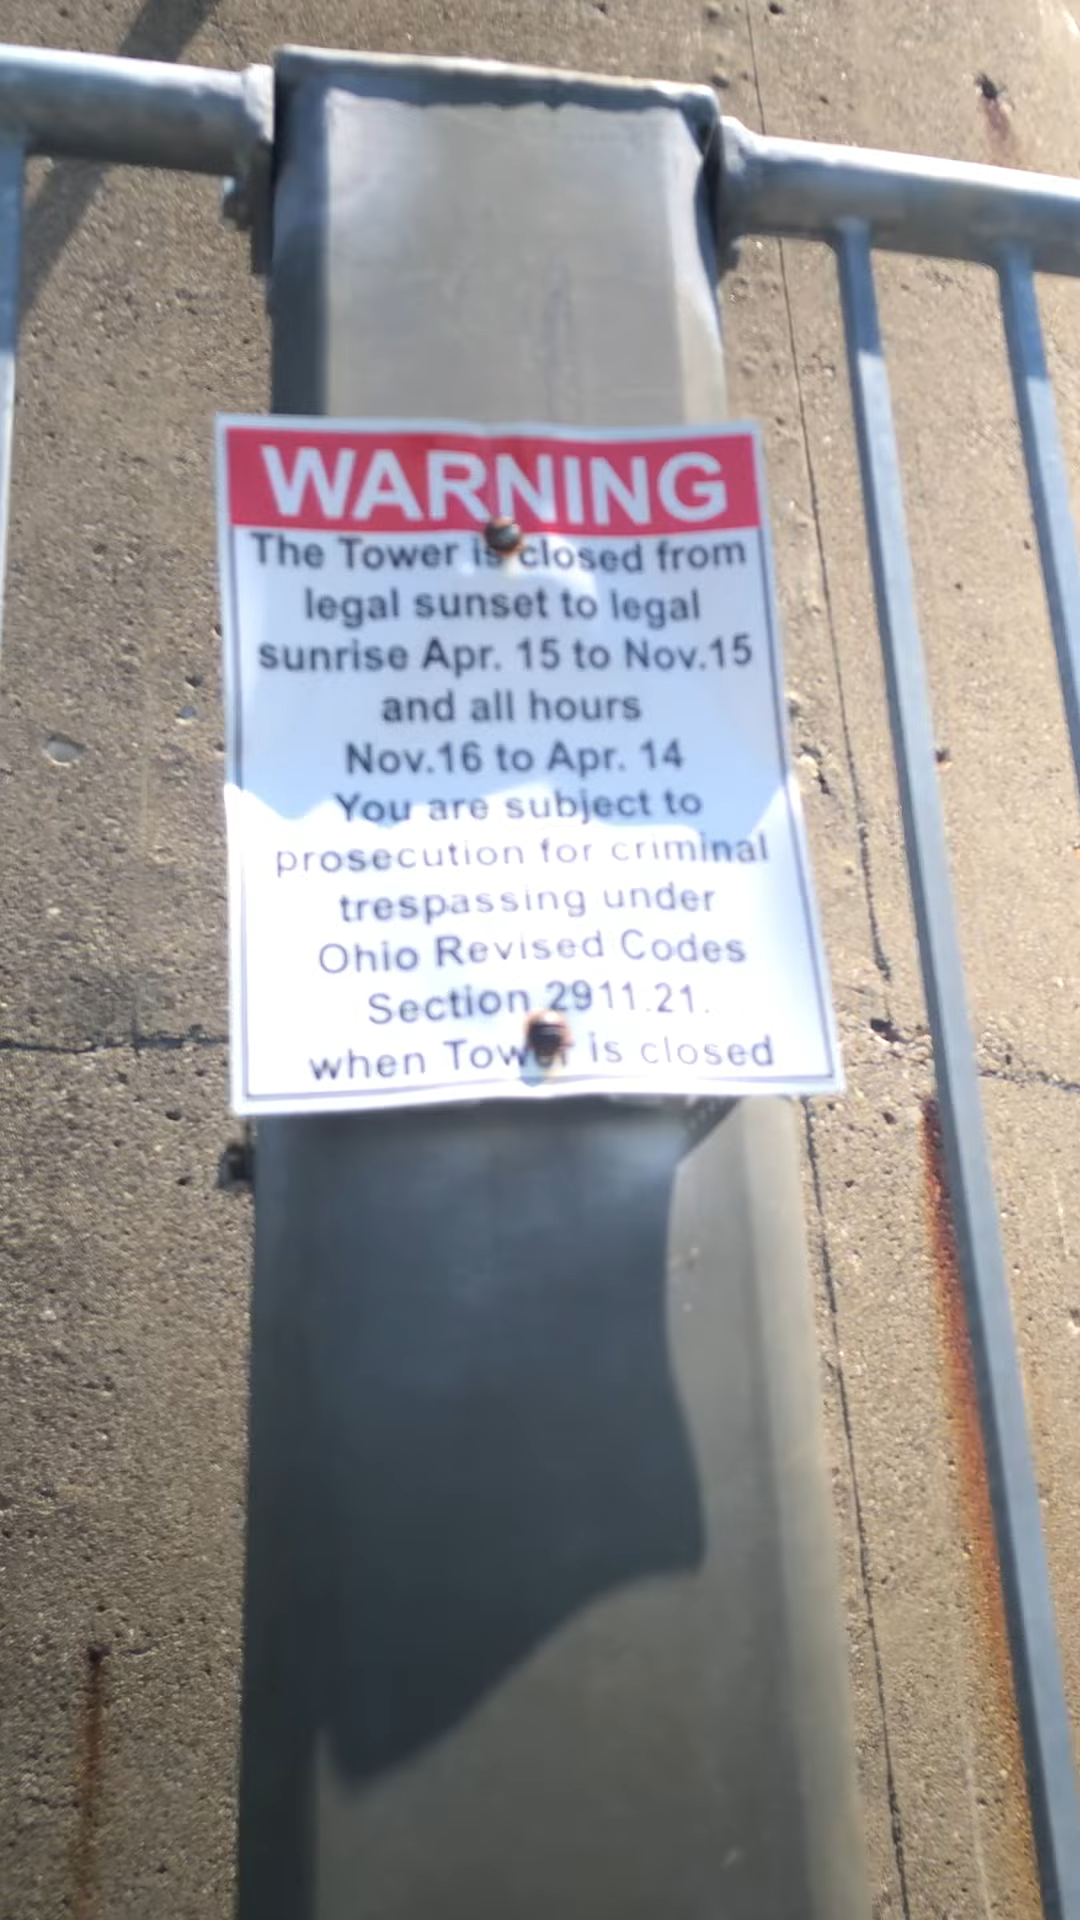 WARNING
The Tower is closed from
legal sunset to legal
sunrise Apr. 15 to Nov.15
and all hours
Nov.16 to Apr. 14
You are subject to
prosecution for criminal
trespassing under
Ohio Revised Codes
Section 2911.21.
when Tower is closed